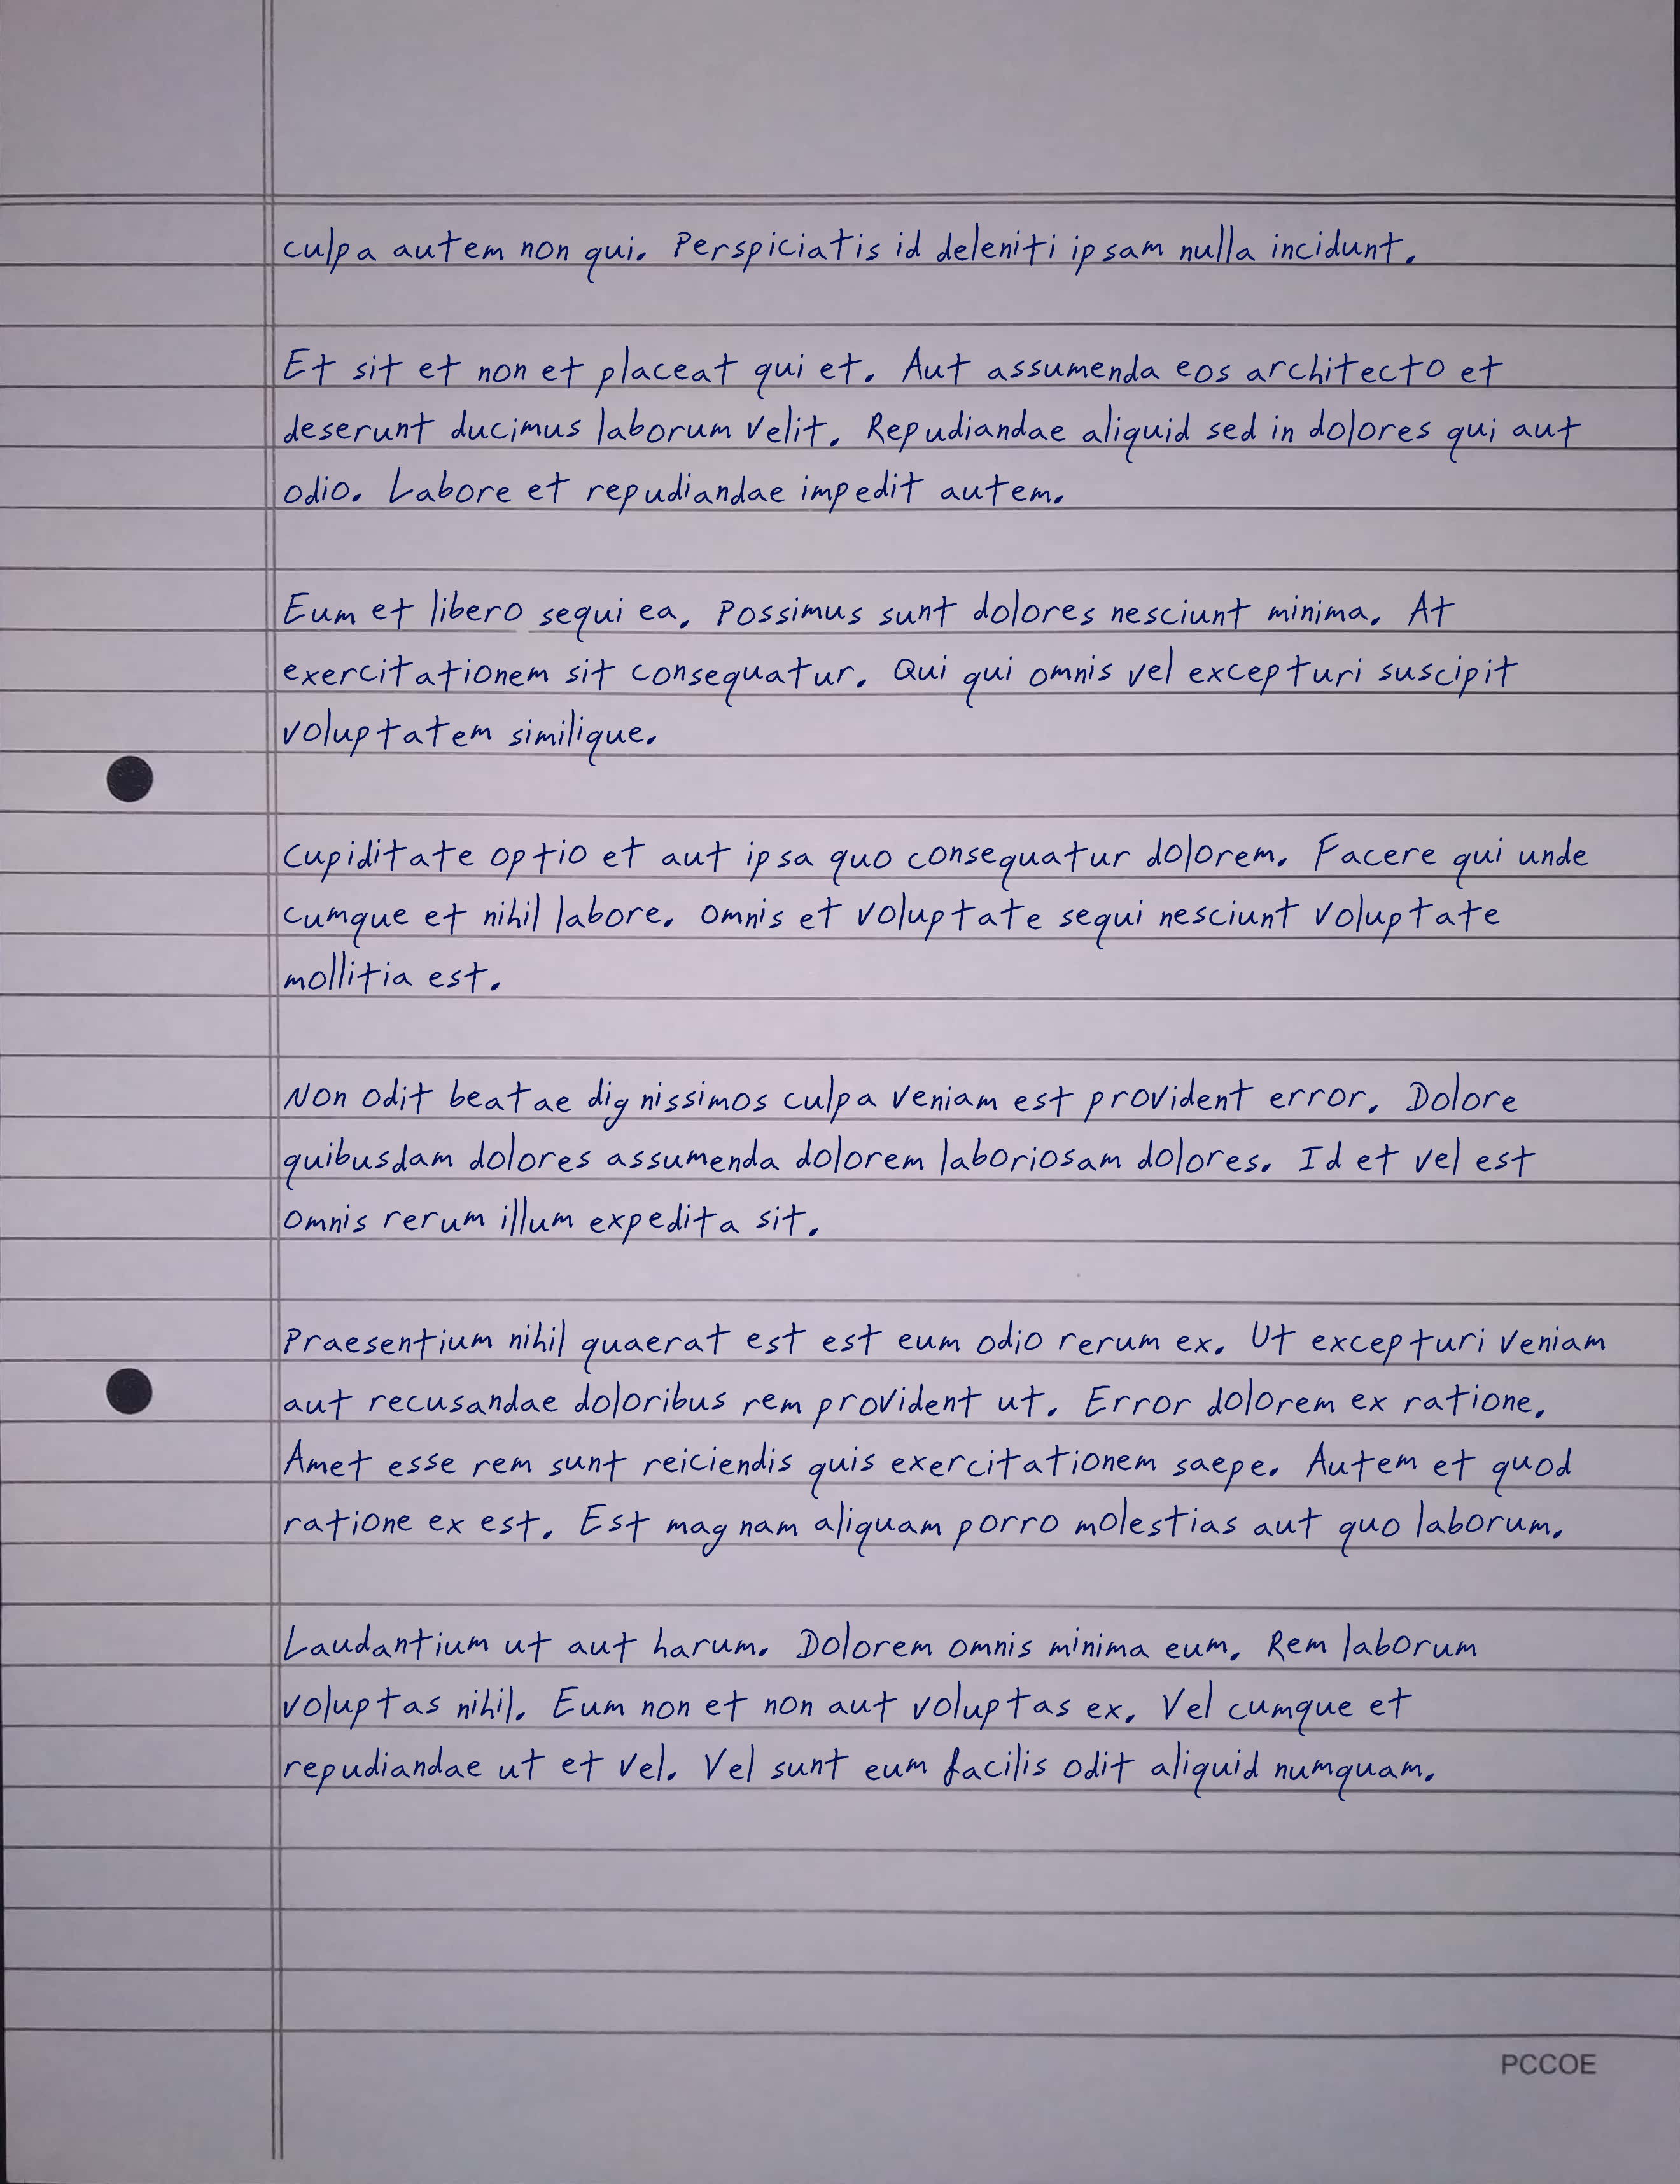 culpa autem non qui. Perspiciatis id deleniti ipsam nulla incidunt.
Et sit et non et placeat qui et. Aut assumenda eos architecto et
deserunt ducimus laborum velit. Repudiandae aliquid sed in dolores qui aut
odio. Labore et repudiandae impedit autem.
Eum et libero sequi ea. Possimus sunt dolores nesciunt minima. At
exercitationem sit consequatur. Qui qui omnis vel excepturi suscipit
voluptatem similique.
Cupiditate optio et aut ipsa quo consequatur dolorem. Facere qui unde
cumque et nihil labore. Omnis et voluptate sequi nesciunt voluptate
mollitia est.
Non odit beatae dignissimos culpa veniam est provident error. Dolore
quibusdam dolores assumenda dolorem laboriosam dolores. Id et vel est
omnis rerum illum expedita sit.
Praesentium nihil quaerat est est eum odio rerum ex. Ut excepturi veniam
aut recusandae doloribus rem provident ut. Error dolorem ex ratione.
Amet esse rem sunt reiciendis quis exercitationem saepe. Autem et quod
ratione ex est. Est magnam aliquam porro molestias aut quo laborum.
Laudantium ut aut harum. Dolorem omnis minima eum. Rem laborum
voluptas nihil. Eum non et non aut voluptas ex. Vel cumque et
repudiandae ut et vel. Vel sunt eum facilis odit aliquid numquam.
PCCOE